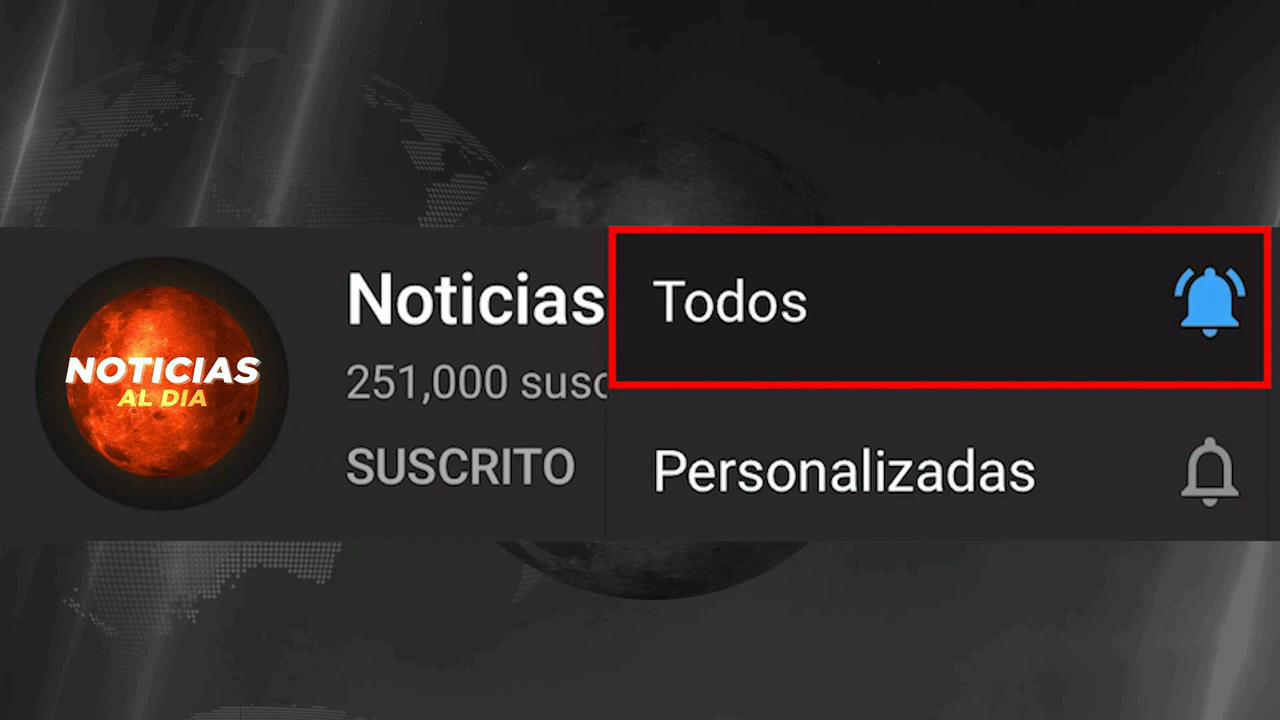 NOTICIAS
AL DIA
Noticias
251,000 susc
SUSCRITO
Todos
Personalizadas